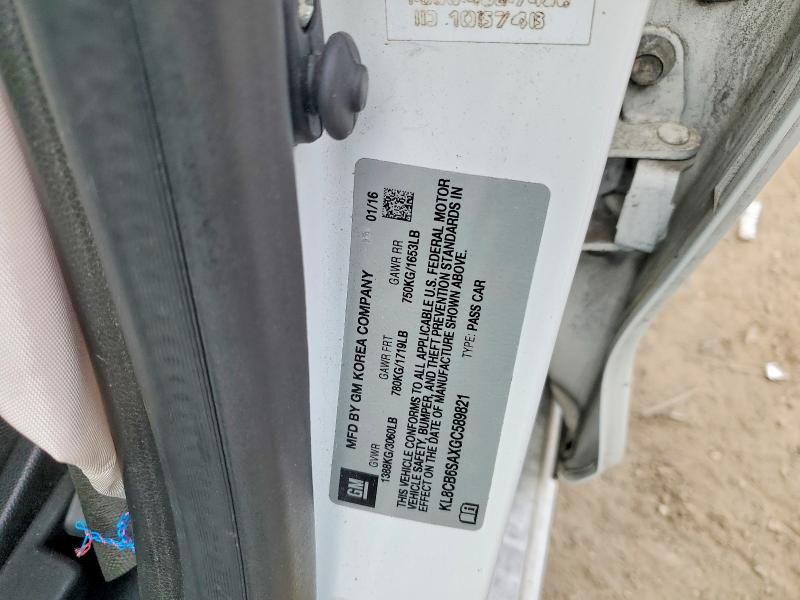 ID 1015748
GM
MFD BY GM KOREA COMPANY
01/16
GVWR GAWR FRT GAWR RR
1388KG/3060LB 780KG/1719LB 750KG/1653LB
THIS VEHICLE CONFORMS TO ALL APPLICABLE U.S. FEDERAL MOTOR
VEHICLE SAFETY, BUMPER, AND THEFT PREVENTION STANDARDS IN
EFFECT ON THE DATE OF MANUFACTURE SHOWN ABOVE.
KL8CB6SAXGC589821 TYPE: PASS CAR